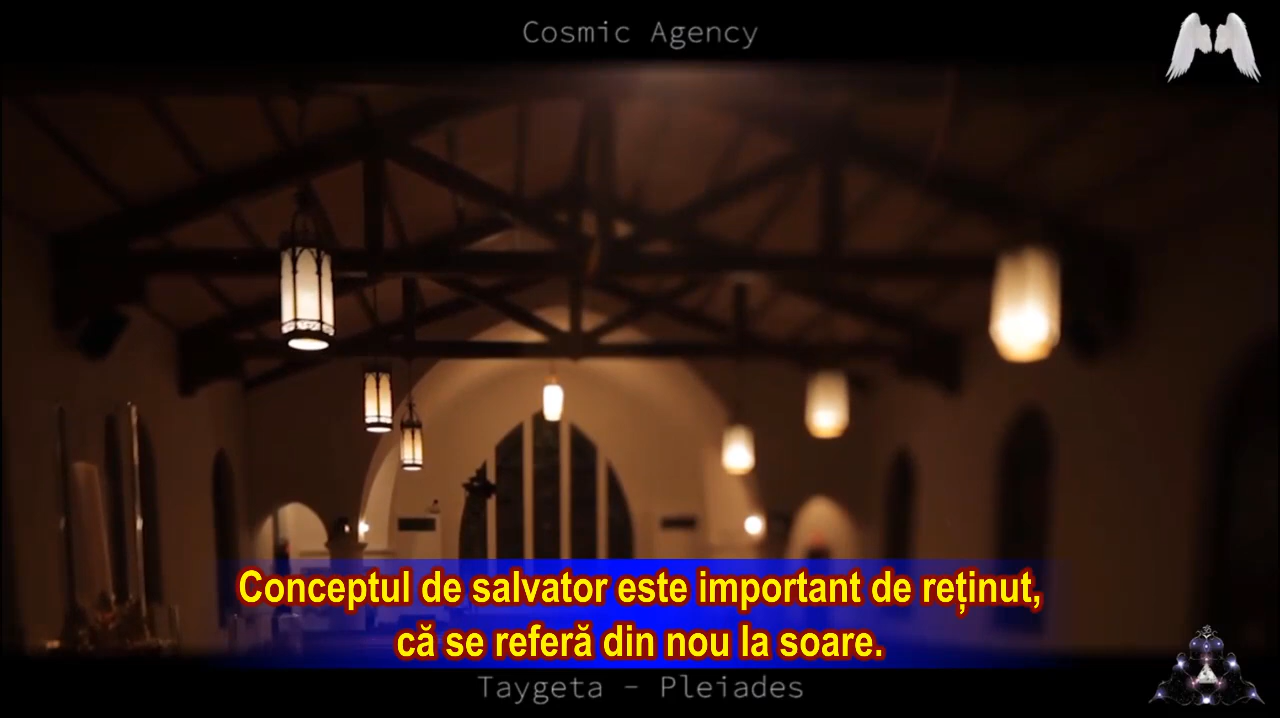 Cosmic Agency
Conceptul de salvator este important de reținut,
că se referă din nou la soare.
Taygeta - Pleiades